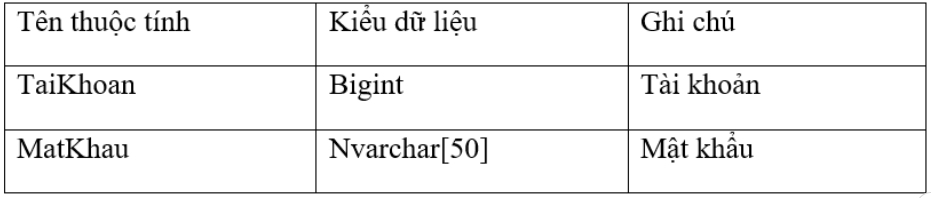 Tên thuộc tính Kiểu dữ liệu Ghi chú
TaiKhoan Bigint Tài khoản
MatKhau Nvarchar[50] Mật khẩu